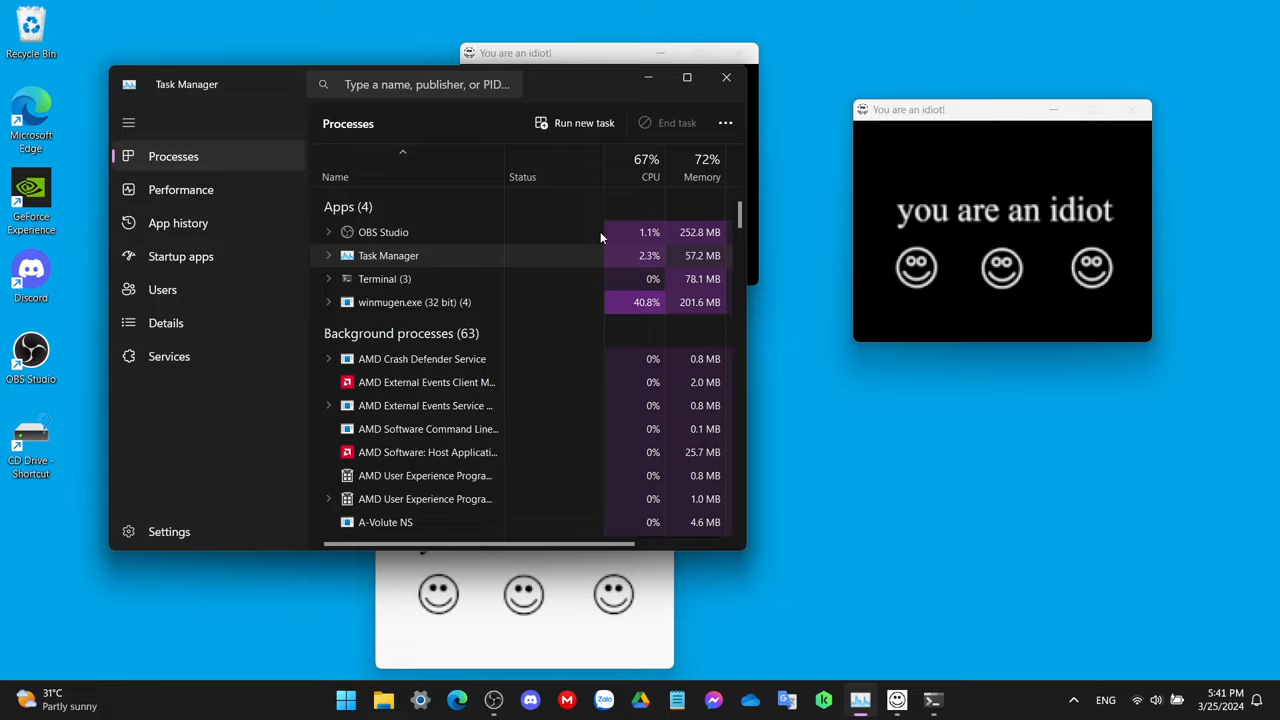 Recycle Bin
Microsoft
Edge
GeForce
Experience
Discord
OBS Studio
CD Drive -
Shortcut
You are an idiot!
Task Manager
Type a name, publisher, or PID...
Processes
Performance
App history
Startup apps
Users
Details
Services
Settings
Processes
Run new task
End task
67%
72%
Name
Status
CPU
Memory
Apps (4)
OBS Studio
1.1%
252.8 MB
Task Manager
2.3%
57.2 MB
Terminal (3)
0%
78.1 MB
winmugen.exe (32 bit) (4)
40.8%
201.6 MB
Background processes (63)
AMD Crash Defender Service
0%
0.8 MB
AMD External Events Client M...
0%
2.0 MB
AMD External Events Service ...
0%
0.8 MB
AMD Software Command Line...
0%
0.1 MB
AMD Software: Host Applicati...
0%
25.7 MB
AMD User Experience Progra...
0%
0.8 MB
AMD User Experience Progra...
0%
1.0 MB
A-Volute NS
0%
4.6 MB
You are an idiot!
you are an idiot
31°C
Partly sunny
Zalo
ENG
5:41 PM
3/25/2024